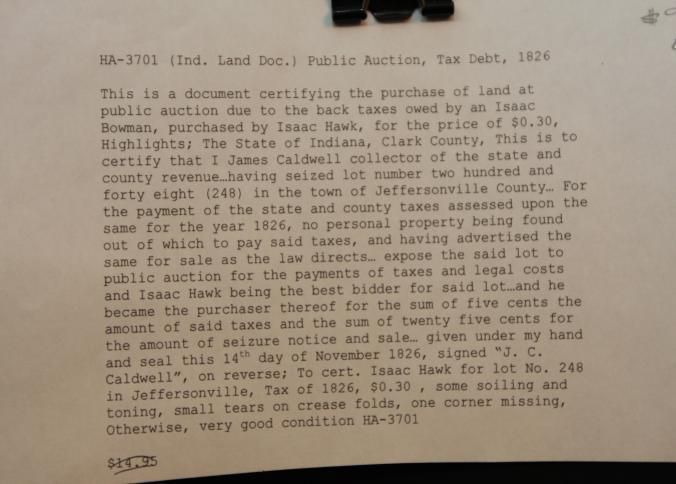 HA-3701 (Ind. Land Doc.) Public Auction, Tax Debt, 1826
This is a document certifying the purchase of land at
public auction due to the back taxes owed by an Isaac
Bowman, purchased by Isaac Hawk, for the price of $0.30,
Highlights; The State of Indiana, Clark County, This is to
certify that I James Caldwell collector of the state and
county revenue…having seized lot number two hundred and
forty eight (248) in the town of Jeffersonville County… For
the payment of the state and county taxes assessed upon the
same for the year 1826, no personal property being found
out of which to pay said taxes, and having advertised the
same for sale as the law directs… expose the said lot to
public auction for the payments of taxes and legal costs
and Isaac Hawk being the best bidder for said lot…and he
became the purchaser thereof for the sum of five cents the
amount of said taxes and the sum of twenty five cents for
the amount of seizure notice and sale… given under my hand
and seal this 14th day of November 1826, signed “J. C.
Caldwell”, on reverse; To cert. Isaac Hawk for lot No. 248
in Jeffersonville, Tax of 1826, $0.30 , some soiling and
toning, small tears on crease folds, one corner missing,
Otherwise, very good condition HA-3701
$14.95